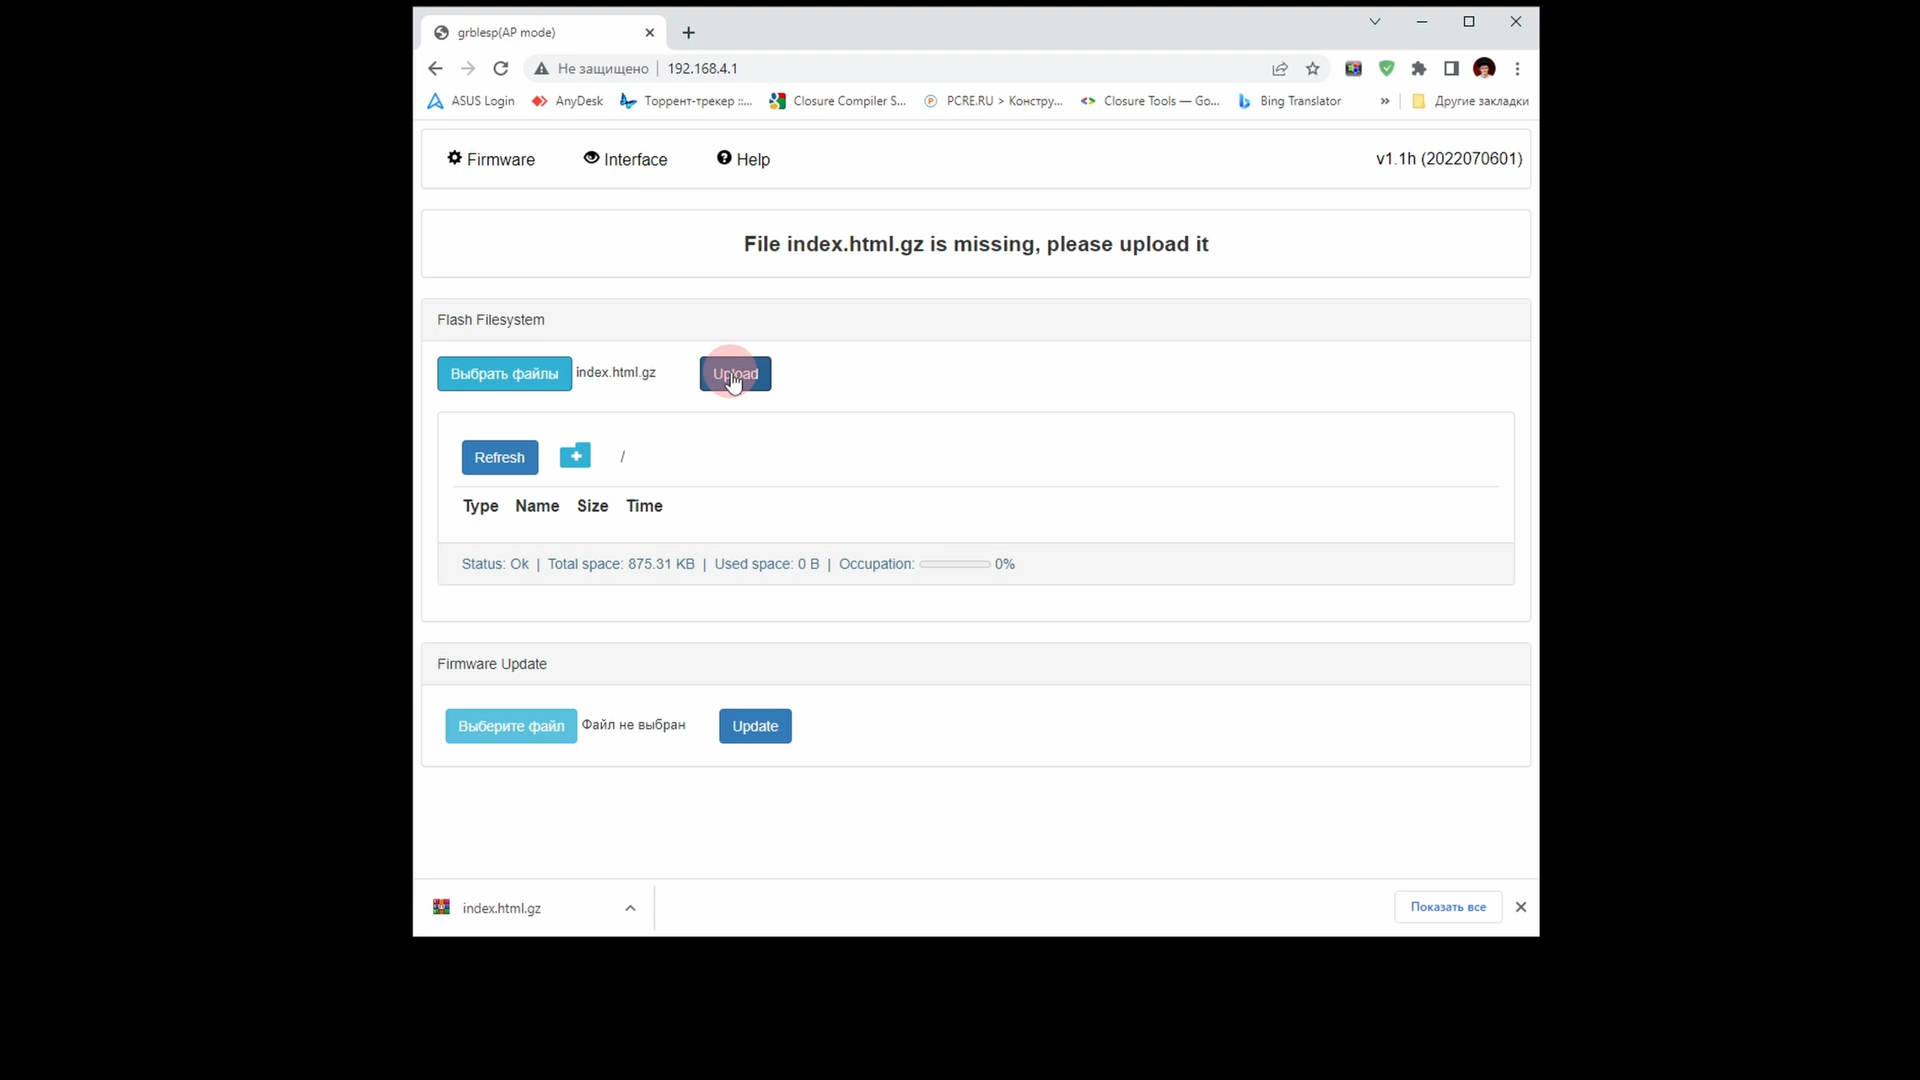 grblesp(AP mode)
Не защищено 192.168.4.1
ASUS Login AnyDesk Торрент-трекер ::... Closure Compiler S... PCRE.RU > Констру... Closure Tools — Go... Bing Translator » Другие закладки
Firmware Interface Help v1.1h (2022070601)
File index.html.gz is missing, please upload it
Flash Filesystem
Выбрать файлы index.html.gz Upload
Refresh /
Type Name Size Time
Status: Ok | Total space: 875.31 KB | Used space: 0 B | Occupation: 0%
Firmware Update
Выберите файл Файл не выбран Update
index.html.gz Показать все